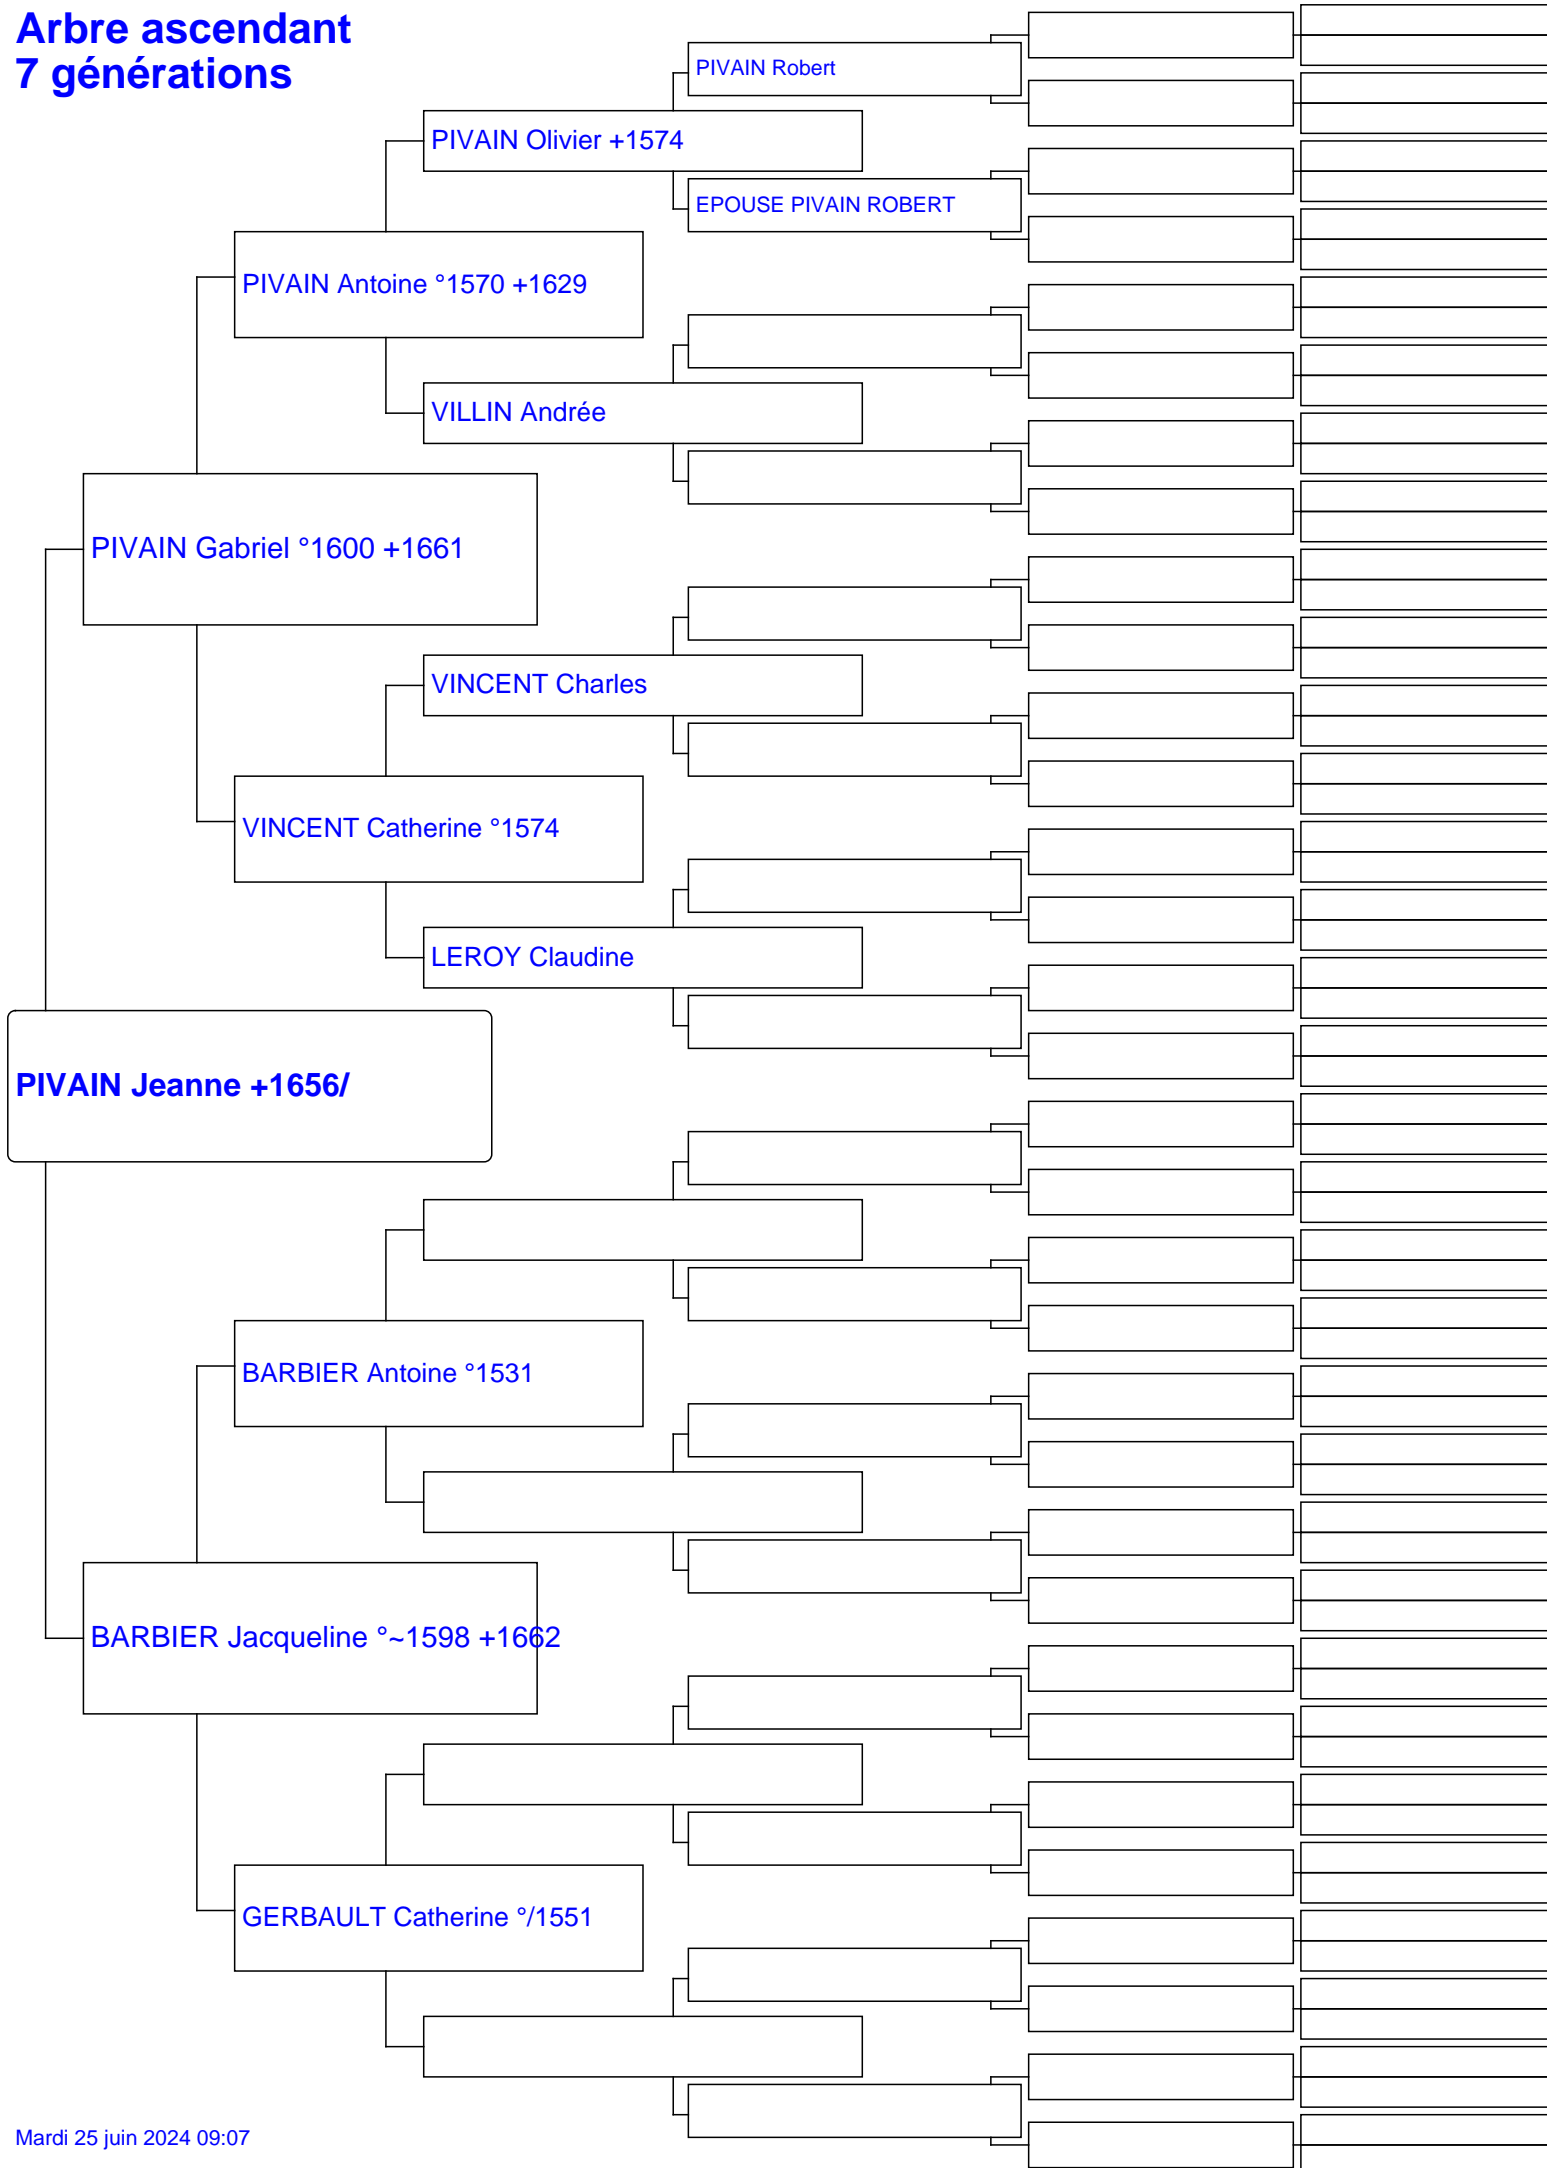 Arbre ascendant
7 générations
PIVAIN Robert
PIVAIN Olivier +1574
EPOUSE PIVAIN ROBERT
PIVAIN Antoine °1570 +1629
VILLIN Andrée
PIVAIN Gabriel °1600 +1661
VINCENT Charles
VINCENT Catherine °1574
LEROY Claudine
PIVAIN Jeanne +1656/
BARBIER Antoine °1531
BARBIER Jacqueline °~1598 +1662
GERBAULT Catherine °/1551
Mardi 25 juin 2024 09:07